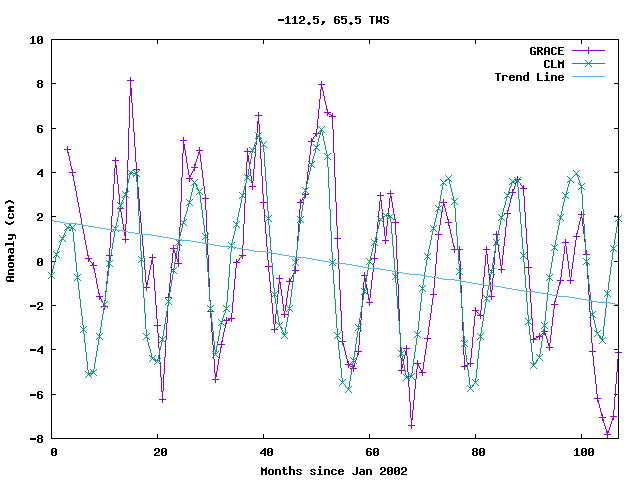 -112.5, 65.5 TWS
GRACE
CLM
Trend Line
Anomaly (cm)
10
8
6
4
2
0
-2
-4
-6
-8
0 20 40 60 80 100
Months since Jan 2002